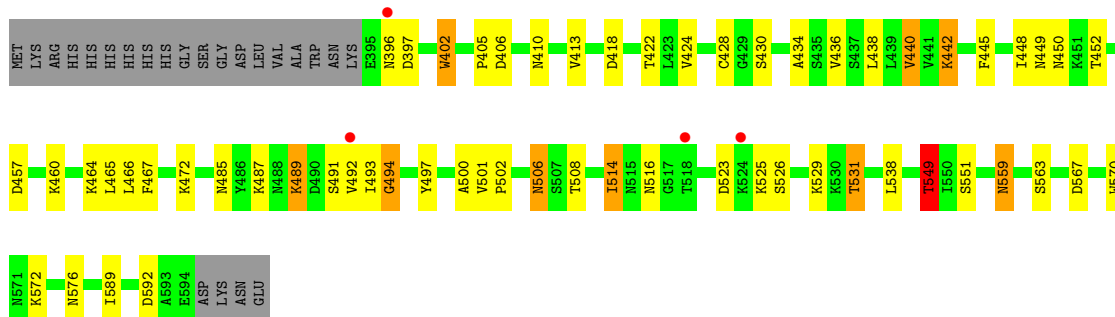 MET LYS ARG HIS HIS HIS HIS HIS HIS GLY SER GLY ASP LEU VAL ALA TRP ASN LYS E395 N396 D397 W402 P405 D406 N410 V413 D418 T422 L423 V424 C428 G429 S430 A434 S435 V436 S437 L438 L439 V440 V441 K442 F445 I448 N449 N450 K451 T452
D457 K460 K464 L465 L466 F467 K472 N485 Y486 K487 N488 K489 D490 S491 V492 I493 G494 Y497 A500 V501 P502 N506 S507 T508 I514 N515 N516 S517 T518 D523 K524 K525 S526 K529 K530 T531 L538 T549 I550 S551 N559 S563 D567
N571 K572 N576 I589 D592 A593 E594 ASP LYS ASN GLU